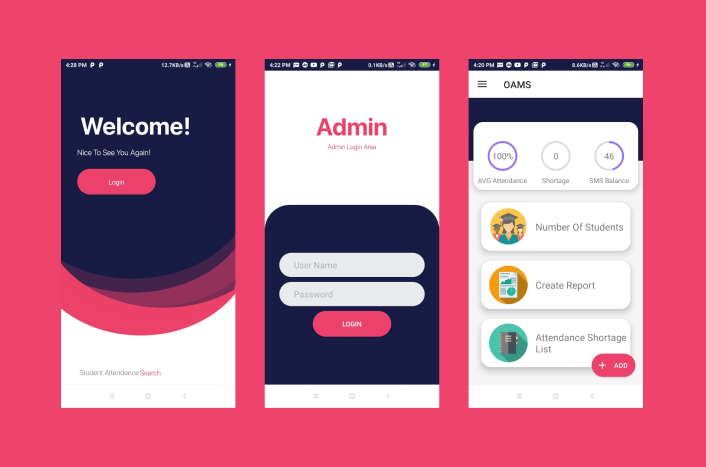 4:28 PM P P 12.7KB/s
Welcome!
Nice To See You Again!
Login
Student Attendence Search
4:22 PM P P 0.1KB/s
Admin
Admin Login Area
User Name
Password
LOGIN
4:20 PM P P 8.6KB/s
OAMS
100% 0 46
AVG Attendance Shortage SMS Balance
Number Of Students
Create Report
Attendance Shortage
List
+ ADD